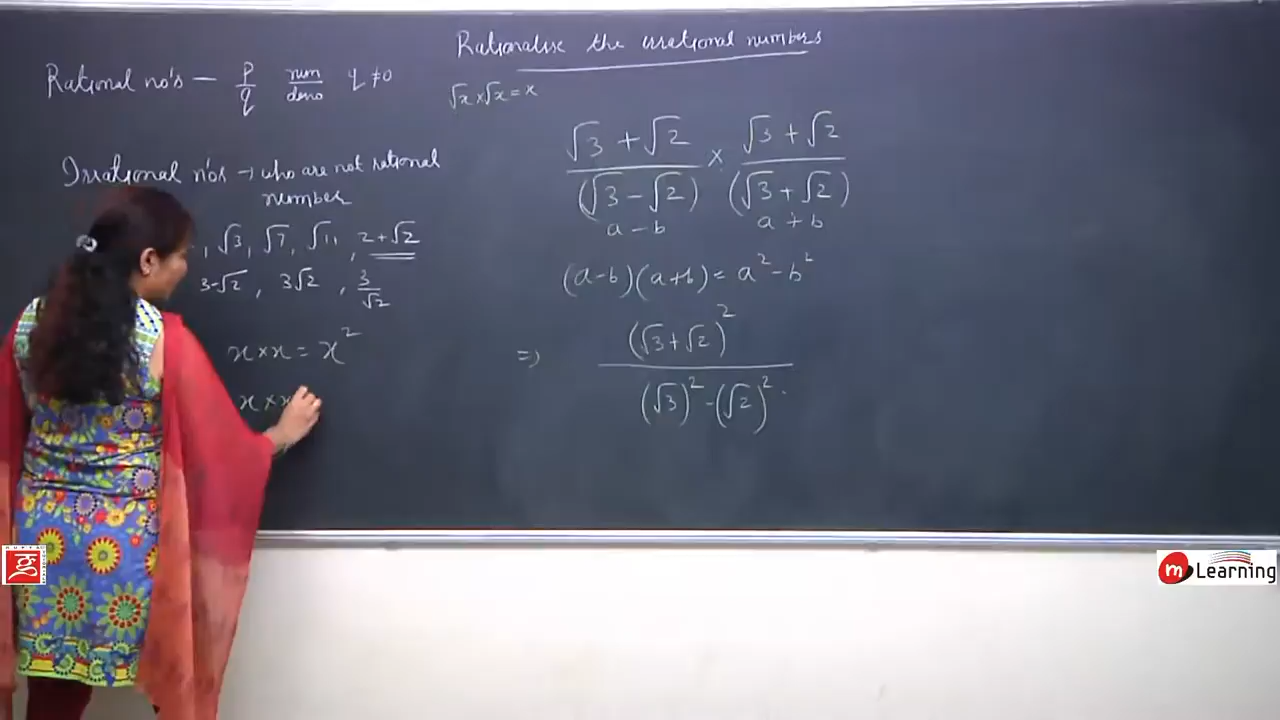 Rationalise the irrational numbers
Rational no's — p/q num/deno q ≠ 0
√x × √x = x
(√3 + √2)/(√3 − √2) × (√3 + √2)/(√3 + √2)
a − b a + b
Irrational no's → who are not rational
number
, √3, √7, √11, 2+√2
3-√2, 3√2, 3/√2
(a-b)(a+b) = a² - b²
x × x = x²
⇒ (√3+√2)²/(√3)² - (√2)²
x × x
m Learning